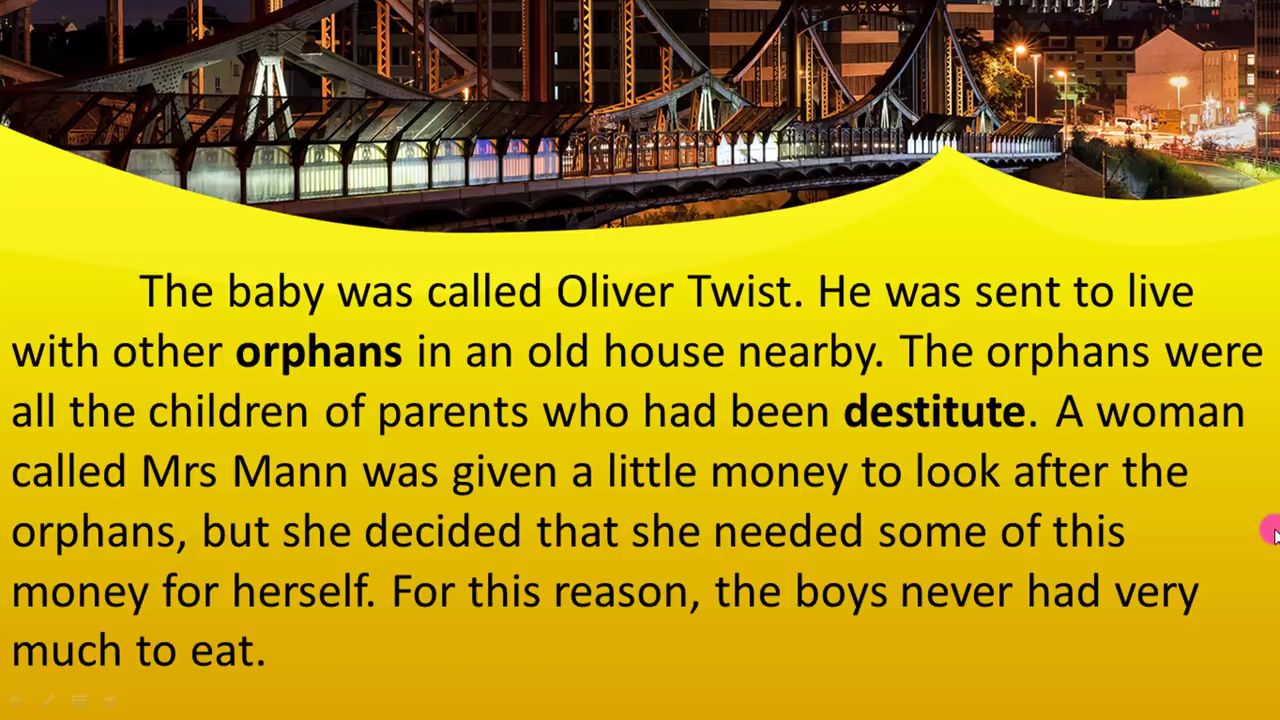 The baby was called Oliver Twist. He was sent to live
with other orphans in an old house nearby. The orphans were
all the children of parents who had been destitute. A woman
called Mrs Mann was given a little money to look after the
orphans, but she decided that she needed some of this
money for herself. For this reason, the boys never had very
much to eat.